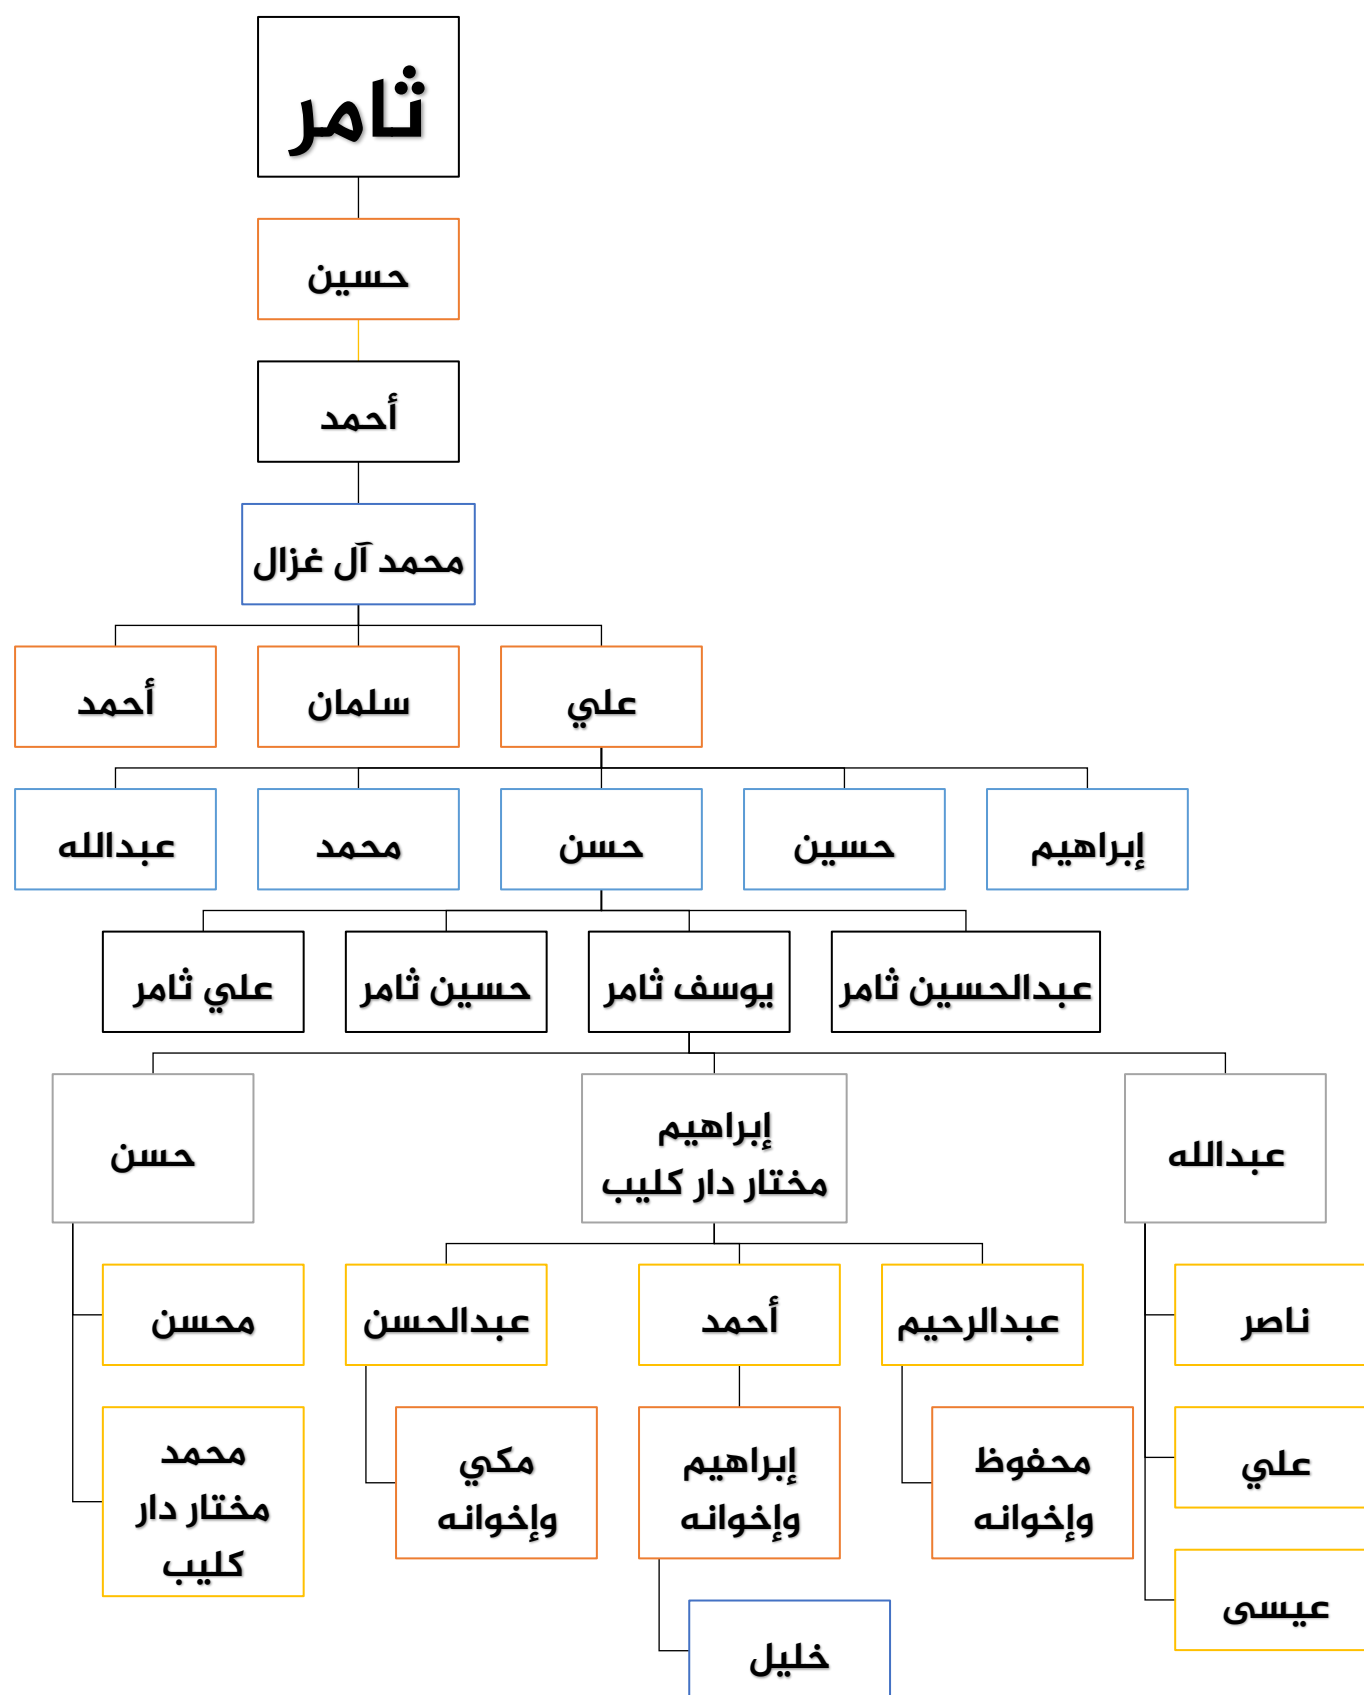 ثامر
حسين
أحمد
محمد آل غزال
علي
سلمان
أحمد
إبراهيم
حسين
حسن
محمد
عبدالله
عبدالحسين ثامر
يوسف ثامر
حسين ثامر
علي ثامر
عبدالله
إبراهيم
مختار دار كليب
حسن
ناصر
عبدالرحيم
أحمد
عبدالحسن
محسن
علي
محفوظ
وإخوانه
إبراهيم
وإخوانه
مكي
وإخوانه
محمد
مختار دار
كليب
عيسى
خليل